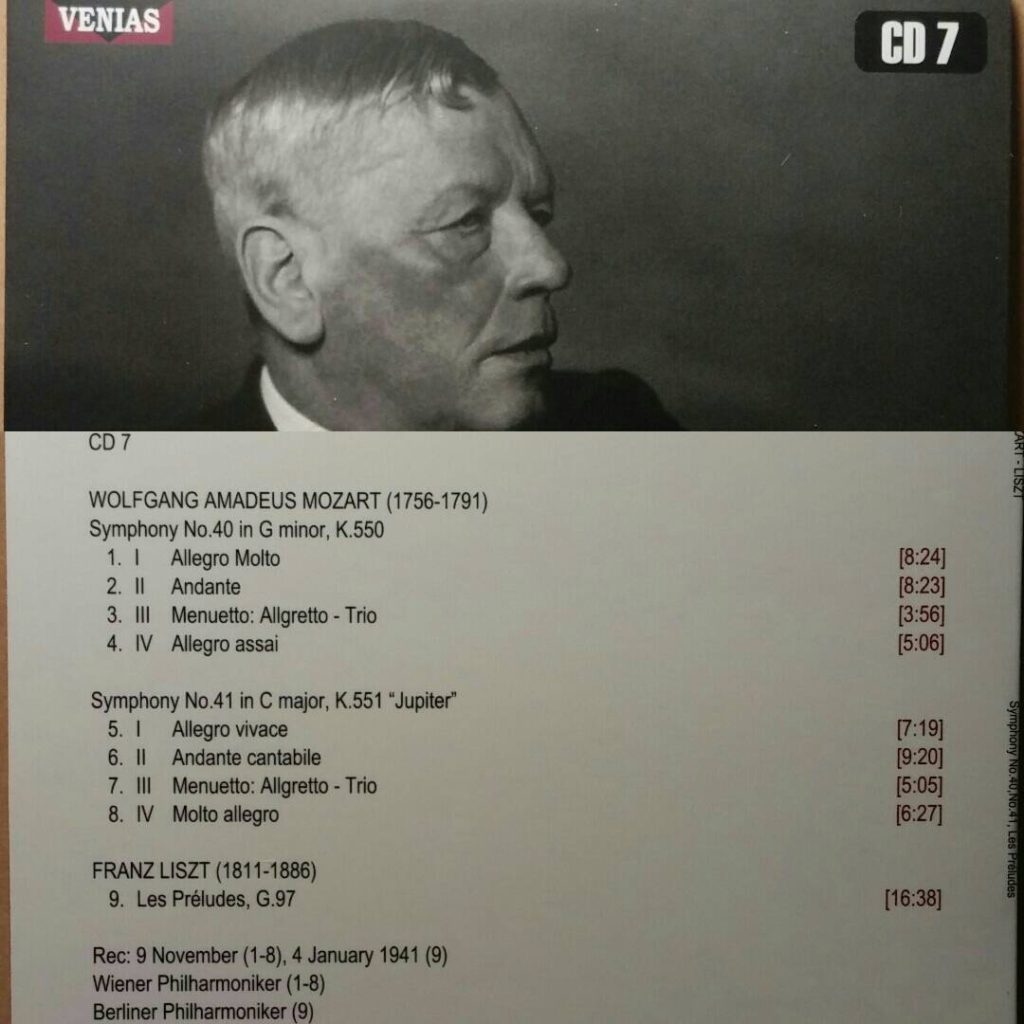 VENIAS
CD 7
CD 7
WOLFGANG AMADEUS MOZART (1756-1791)
Symphony No.40 in G minor, K.550
1. I Allegro Molto [8:24]
2. II Andante [8:23]
3. III Menuetto: Allgretto - Trio [3:56]
4. IV Allegro assai [5:06]
Symphony No.41 in C major, K.551 “Jupiter”
5. I Allegro vivace [7:19]
6. II Andante cantabile [9:20]
7. III Menuetto: Allgretto - Trio [5:05]
8. IV Molto allegro [6:27]
FRANZ LISZT (1811-1886)
9. Les Préludes, G.97 [16:38]
Rec: 9 November (1-8), 4 January 1941 (9)
Wiener Philharmoniker (1-8)
Berliner Philharmoniker (9)
ART - LISZT
Symphony No.40,No.41, Les Préludes